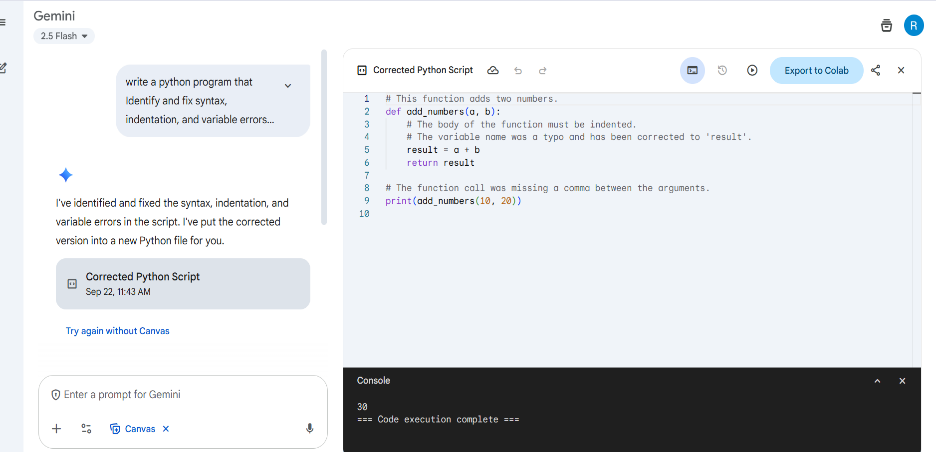 Gemini
2.5 Flash
R
write a python program that
Identify and fix syntax,
indentation, and variable errors...
I've identified and fixed the syntax, indentation, and
variable errors in the script. I've put the corrected
version into a new Python file for you.
Corrected Python Script
Sep 22, 11:43 AM
Try again without Canvas
Enter a prompt for Gemini
Canvas
Corrected Python Script
Export to Colab
1 # This function adds two numbers.
2 def add_numbers(a, b):
3 # The body of the function must be indented.
4 # The variable name was a typo and has been corrected to 'result'.
5 result = a + b
6 return result
7
8 # The function call was missing a comma between the arguments.
9 print(add_numbers(10, 20))
10
Console
30
=== Code execution complete ===